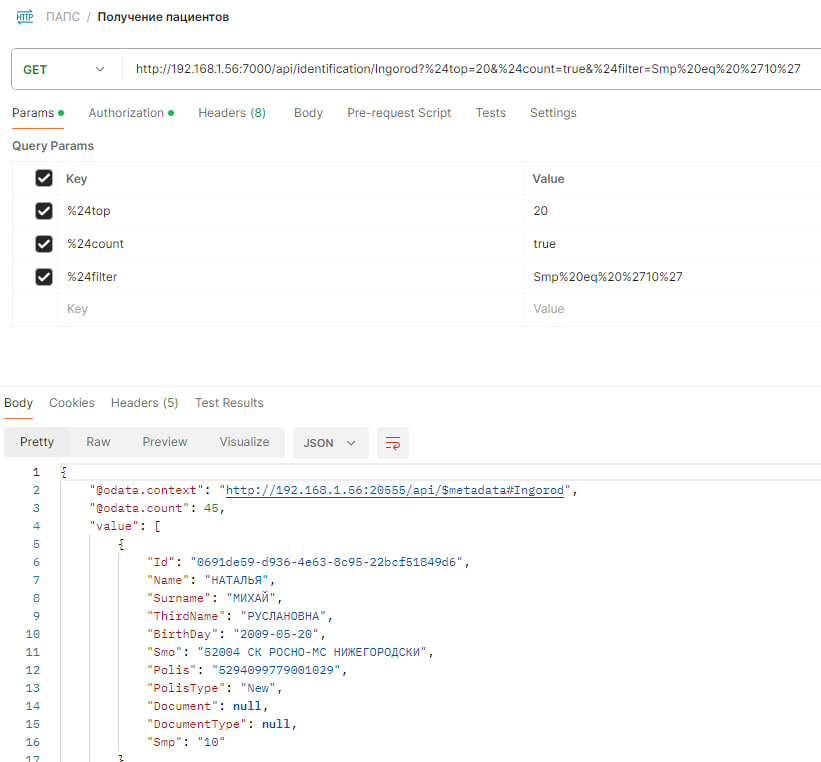 HTTP ПАПС / Получение пациентов
GET http://192.168.1.56:7000/api/identification/Ingorod?%24top=20&%24count=true&%24filter=Smp%20eq%20%2710%27
Params Authorization Headers (8) Body Pre-request Script Tests Settings
Query Params
Key Value
%24top 20
%24count true
%24filter Smp%20eq%20%2710%27
Key Value
Body Cookies Headers (5) Test Results
Pretty Raw Preview Visualize JSON
1 {
2 "@odata.context": "http://192.168.1.56:20555/api/$metadata#Ingorod",
3 "@odata.count": 45,
4 "value": [
5 {
6 "Id": "0691de59-d936-4e63-8c95-22bcf51849d6",
7 "Name": "НАТАЛЬЯ",
8 "Surname": "МИХАЙ",
9 "ThirdName": "РУСЛАНОВНА",
10 "BirthDay": "2009-05-20",
11 "Smo": "52004 СК РОСНО-МС НИЖЕГОРОДСКИ",
12 "Polis": "5294099779001029",
13 "PolisType": "New",
14 "Document": null,
15 "DocumentType": null,
16 "Smp": "10"
17 }